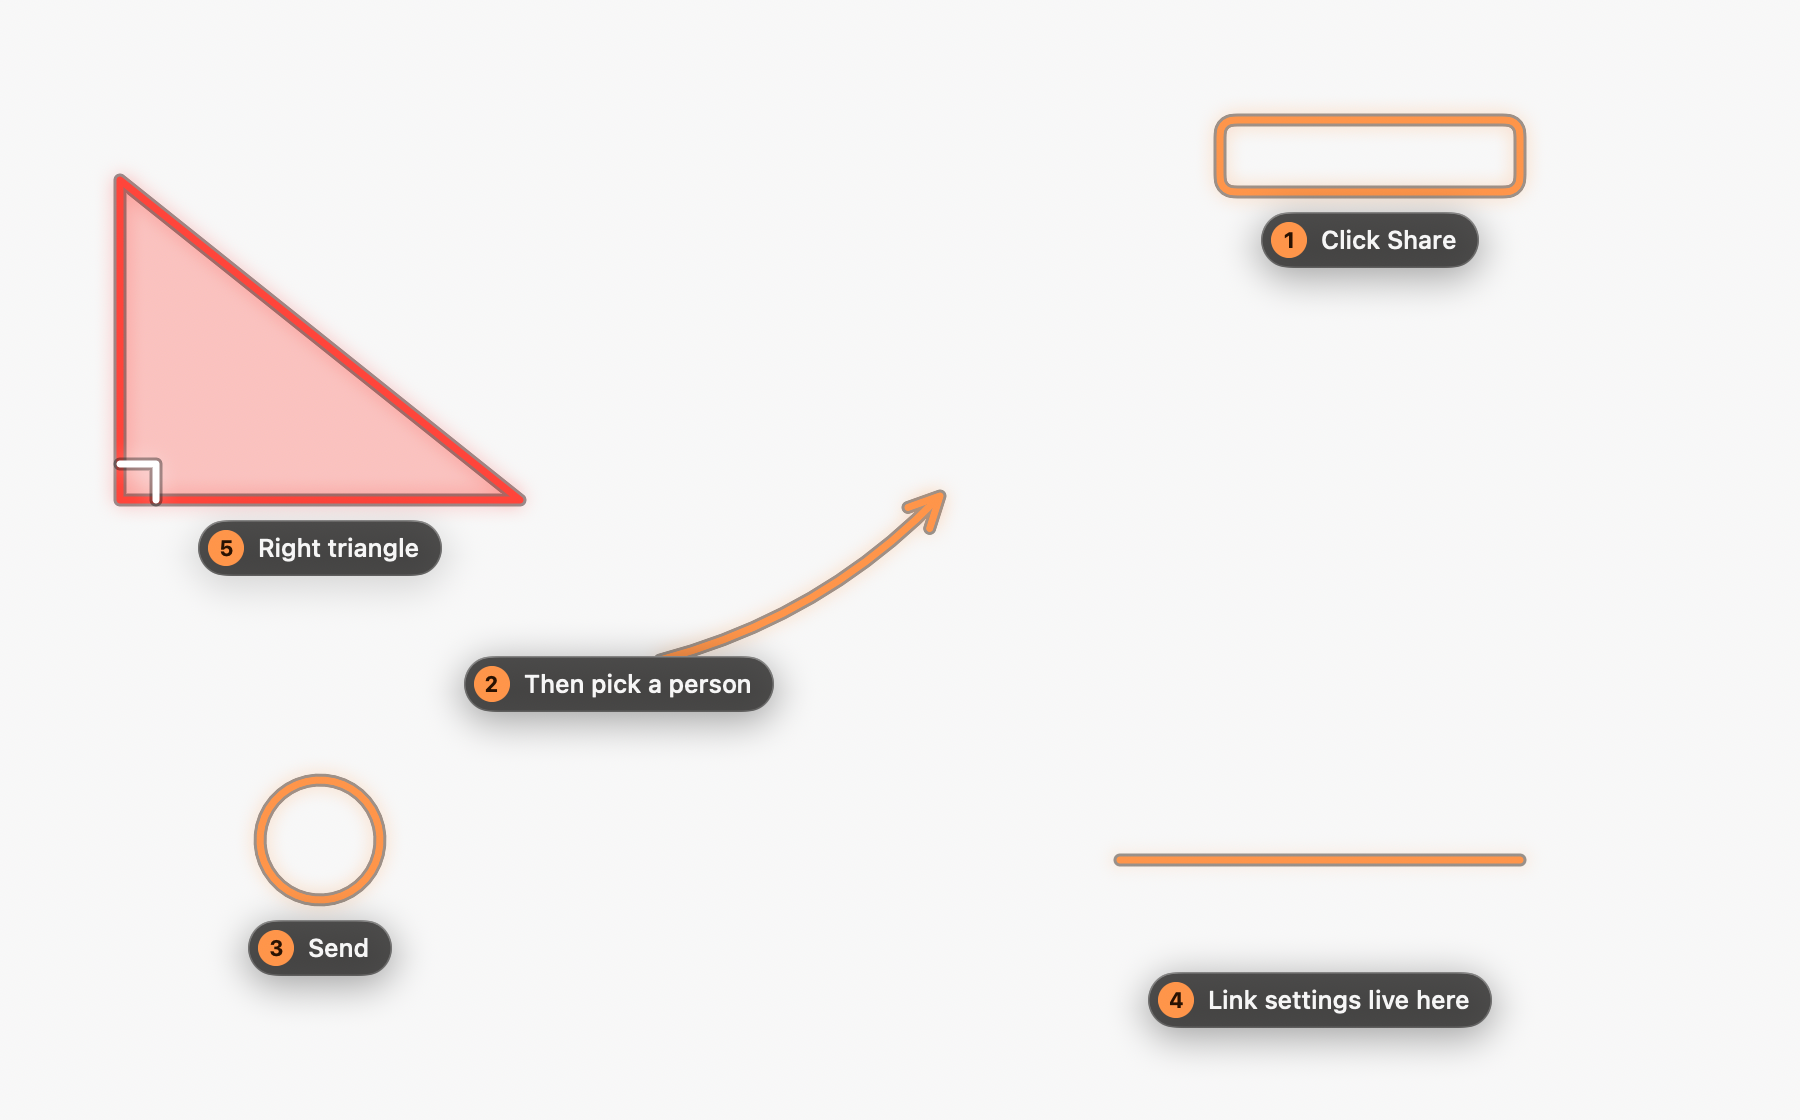 1 Click Share
5 Right triangle
2 Then pick a person
3 Send
4 Link settings live here